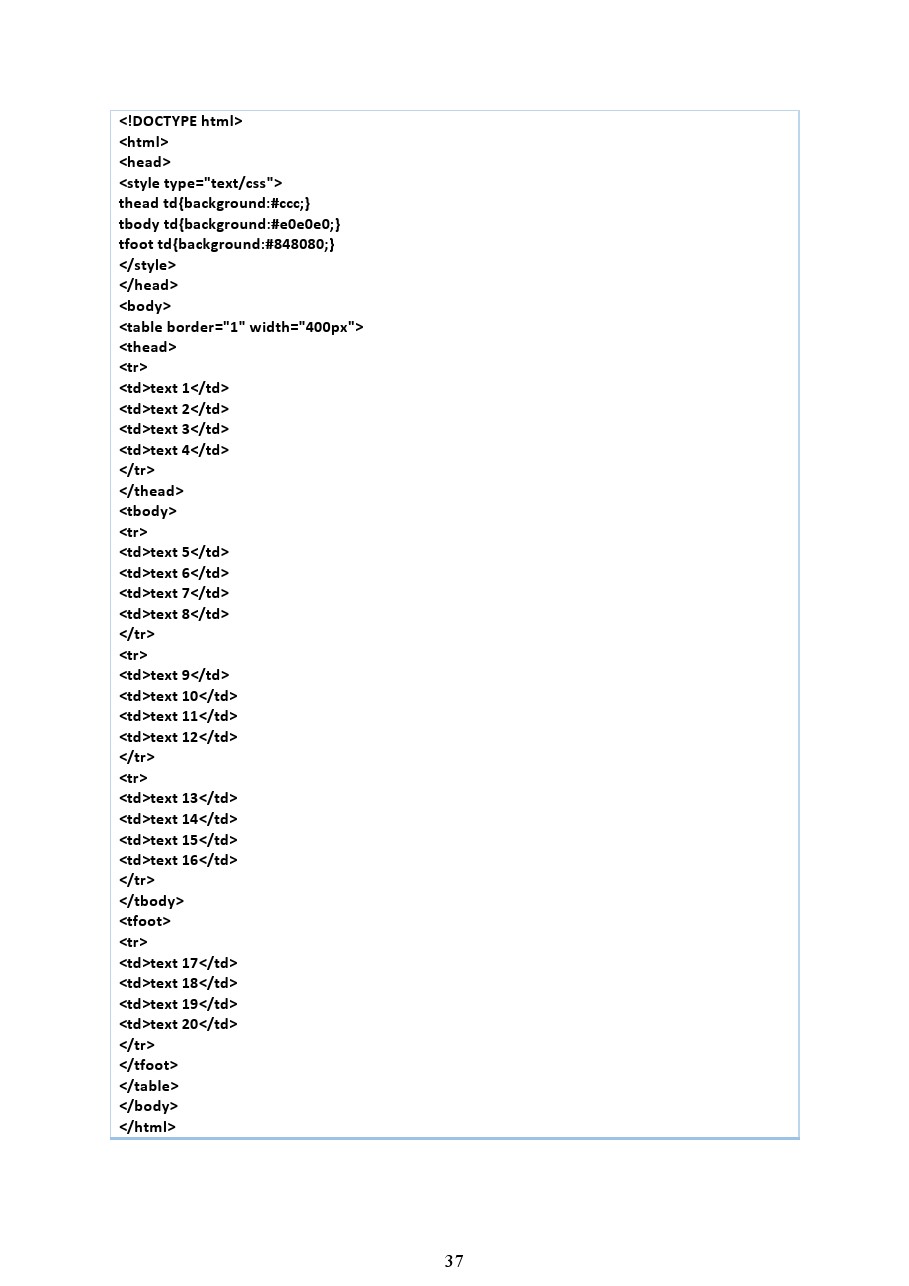 <!DOCTYPE html>
<html>
<head>
<style type="text/css">
thead td{background:#ccc;}
tbody td{background:#e0e0e0;}
tfoot td{background:#848080;}
</style>
</head>
<body>
<table border="1" width="400px">
<thead>
<tr>
<td>text 1</td>
<td>text 2</td>
<td>text 3</td>
<td>text 4</td>
</tr>
</thead>
<tbody>
<tr>
<td>text 5</td>
<td>text 6</td>
<td>text 7</td>
<td>text 8</td>
</tr>
<tr>
<td>text 9</td>
<td>text 10</td>
<td>text 11</td>
<td>text 12</td>
</tr>
<tr>
<td>text 13</td>
<td>text 14</td>
<td>text 15</td>
<td>text 16</td>
</tr>
</tbody>
<tfoot>
<tr>
<td>text 17</td>
<td>text 18</td>
<td>text 19</td>
<td>text 20</td>
</tr>
</tfoot>
</table>
</body>
</html>
37